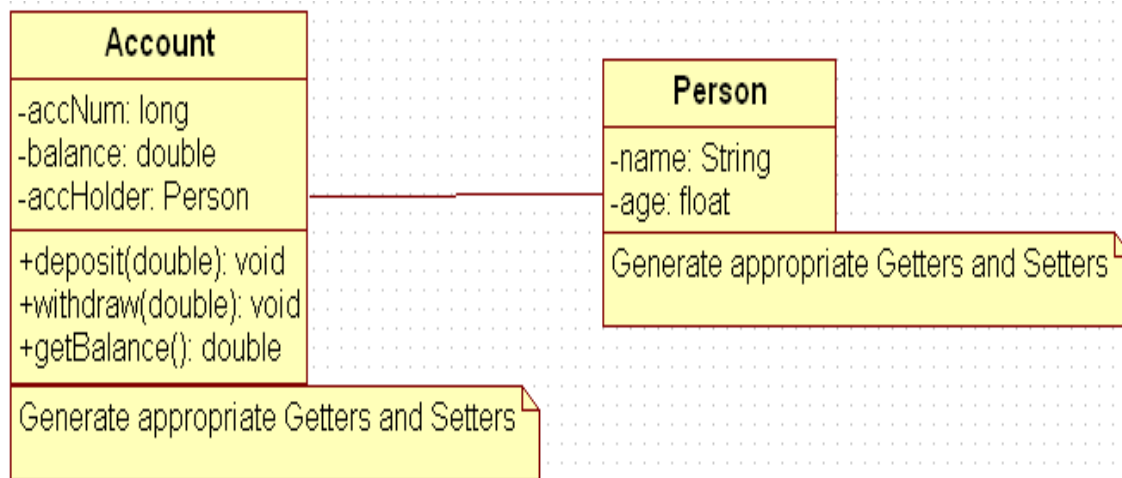 Account
-accNum: long
-balance: double
-accHolder: Person
+deposit(double): void
+withdraw(double): void
+getBalance(): double
Generate appropriate Getters and Setters
Person
-name: String
-age: float
Generate appropriate Getters and Setters